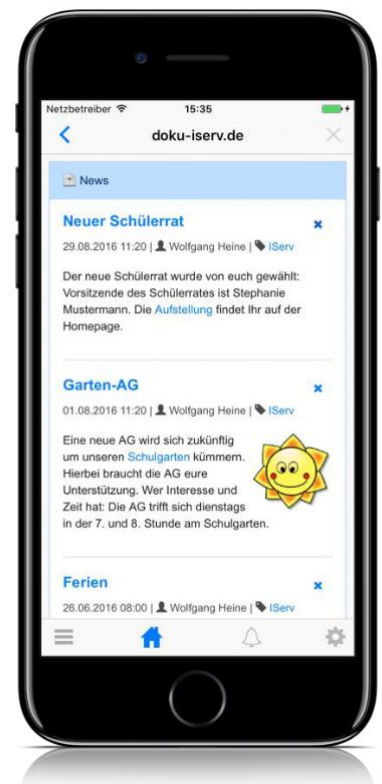 Netzbetreiber 15:35
doku-iserv.de
News
Neuer Schülerrat
29.08.2016 11:20 | Wolfgang Heine | IServ
Der neue Schülerrat wurde von euch gewählt:
Vorsitzende des Schülerrates ist Stephanie
Mustermann. Die Aufstellung findet Ihr auf der
Homepage.
Garten-AG
01.08.2016 11:20 | Wolfgang Heine | IServ
Eine neue AG wird sich zukünftig
um unseren Schulgarten kümmern.
Hierbei braucht die AG eure
Unterstützung. Wer Interesse und
Zeit hat: Die AG trifft sich dienstags
in der 7. und 8. Stunde am Schulgarten.
Ferien
26.06.2016 08:00 | Wolfgang Heine | IServ